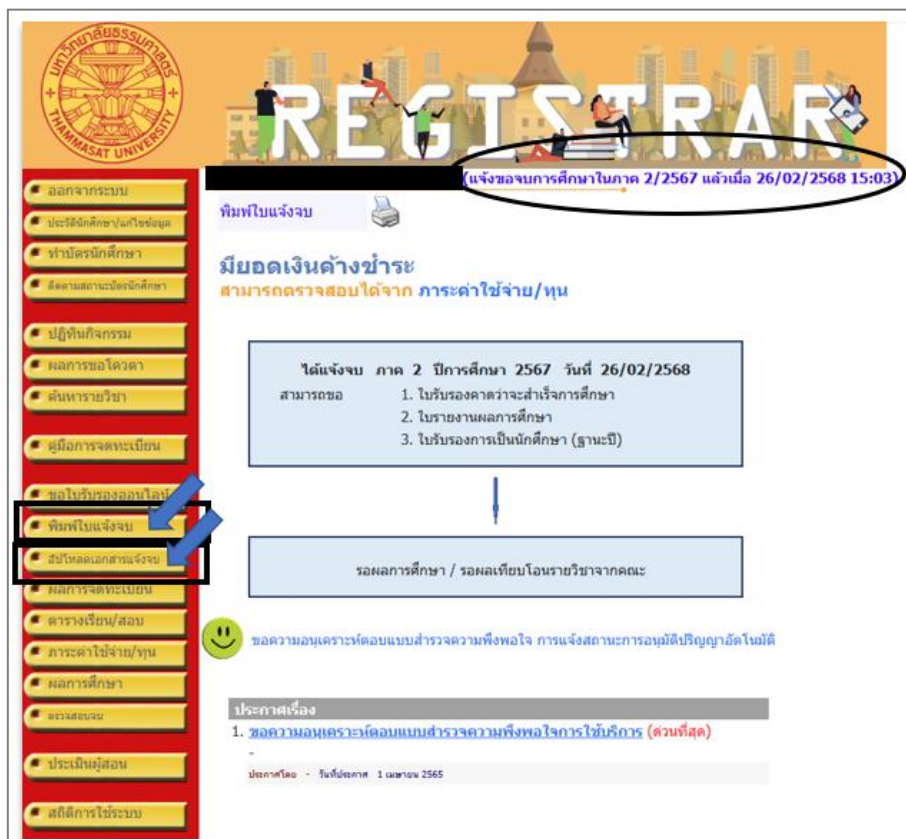 มหาวิทยาลัยธรรมศาสตร์
THAMMASAT UNIVERSITY
REGISTRAR
(แจ้งขอจบการศึกษาในภาค 2/2567 แล้วเมื่อ 26/02/2568 15:03)
ออกจากระบบ
ประวัตินักศึกษา/แก้ไขข้อมูล
ทำบัตรนักศึกษา
ติดตามสถานะบัตรนักศึกษา
ปฏิทินกิจกรรม
ผลการขอโควตา
ค้นหารายวิชา
คู่มือการจดทะเบียน
ขอใบรับรองออนไลน์
พิมพ์ใบแจ้งจบ
อัปโหลดเอกสารแจ้งจบ
ผลการจดทะเบียน
ตารางเรียน/สอบ
ภาระค่าใช้จ่าย/ทุน
ผลการศึกษา
ตรวจสอบจบ
ประเมินผู้สอน
สถิติการใช้ระบบ
พิมพ์ใบแจ้งจบ
มียอดเงินค้างชำระ
สามารถตรวจสอบได้จาก ภาระค่าใช้จ่าย/ทุน
ได้แจ้งจบ ภาค 2 ปีการศึกษา 2567 วันที่ 26/02/2568
สามารถขอ 1. ใบรับรองคาดว่าจะสำเร็จการศึกษา
2. ใบรายงานผลการศึกษา
3. ใบรับรองการเป็นนักศึกษา (ฐานะปี)
รอผลการศึกษา / รอผลเทียบโอนรายวิชาจากคณะ
ขอความอนุเคราะห์ตอบแบบสำรวจความพึงพอใจ การแจ้งสถานะการอนุมัติปริญญาอัตโนมัติ
ประกาศเรื่อง
1. ขอความอนุเคราะห์ตอบแบบสำรวจความพึงพอใจการใช้บริการ (ด่วนที่สุด)
-
ประกาศโดย - วันที่ประกาศ 1 เมษายน 2565